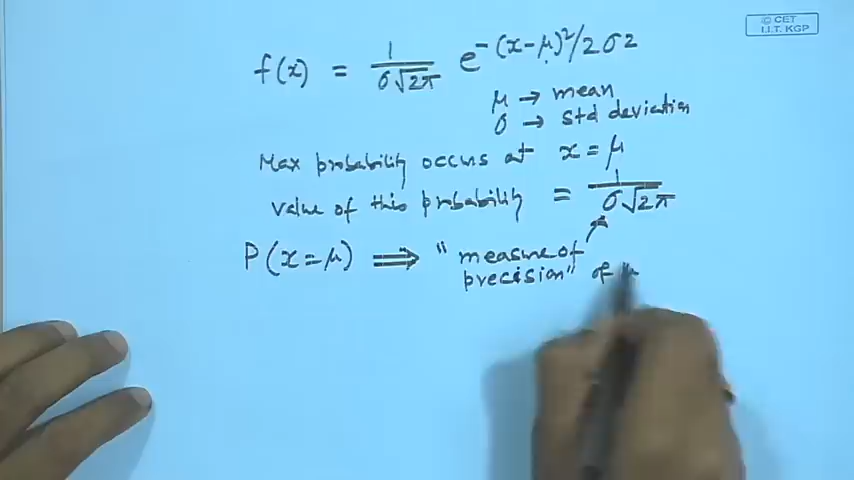 © CET
I.I.T. KGP
f(x) = 1/σ√2π e^-(x-μ)²/2σ2
μ → mean
σ → std deviation
Max probability occurs at x = μ
value of this probability = 1/σ√2π
P(x=μ) ⟹ "measure of
precision" of